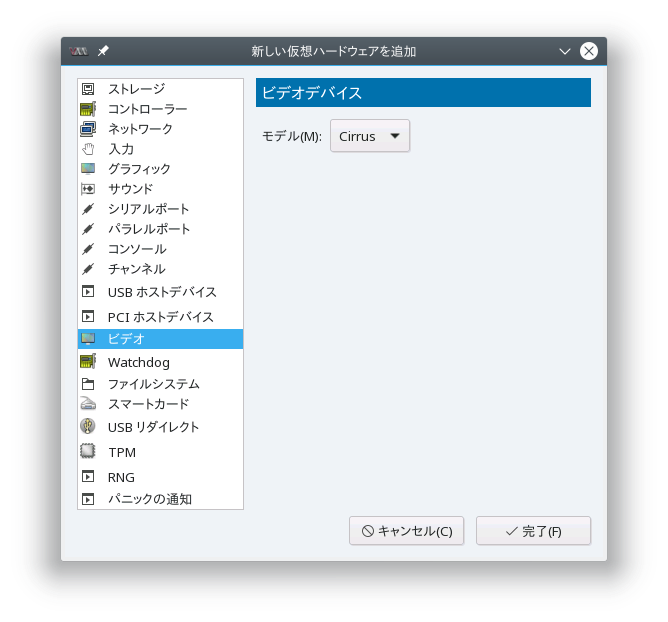 新しい仮想ハードウェアを追加
ストレージ
コントローラー
ネットワーク
入力
グラフィック
サウンド
シリアルポート
パラレルポート
コンソール
チャンネル
USB ホストデバイス
PCI ホストデバイス
ビデオ
Watchdog
ファイルシステム
スマートカード
USB リダイレクト
TPM
RNG
パニックの通知
ビデオデバイス
モデル(M): Cirrus
キャンセル(C) 完了(F)